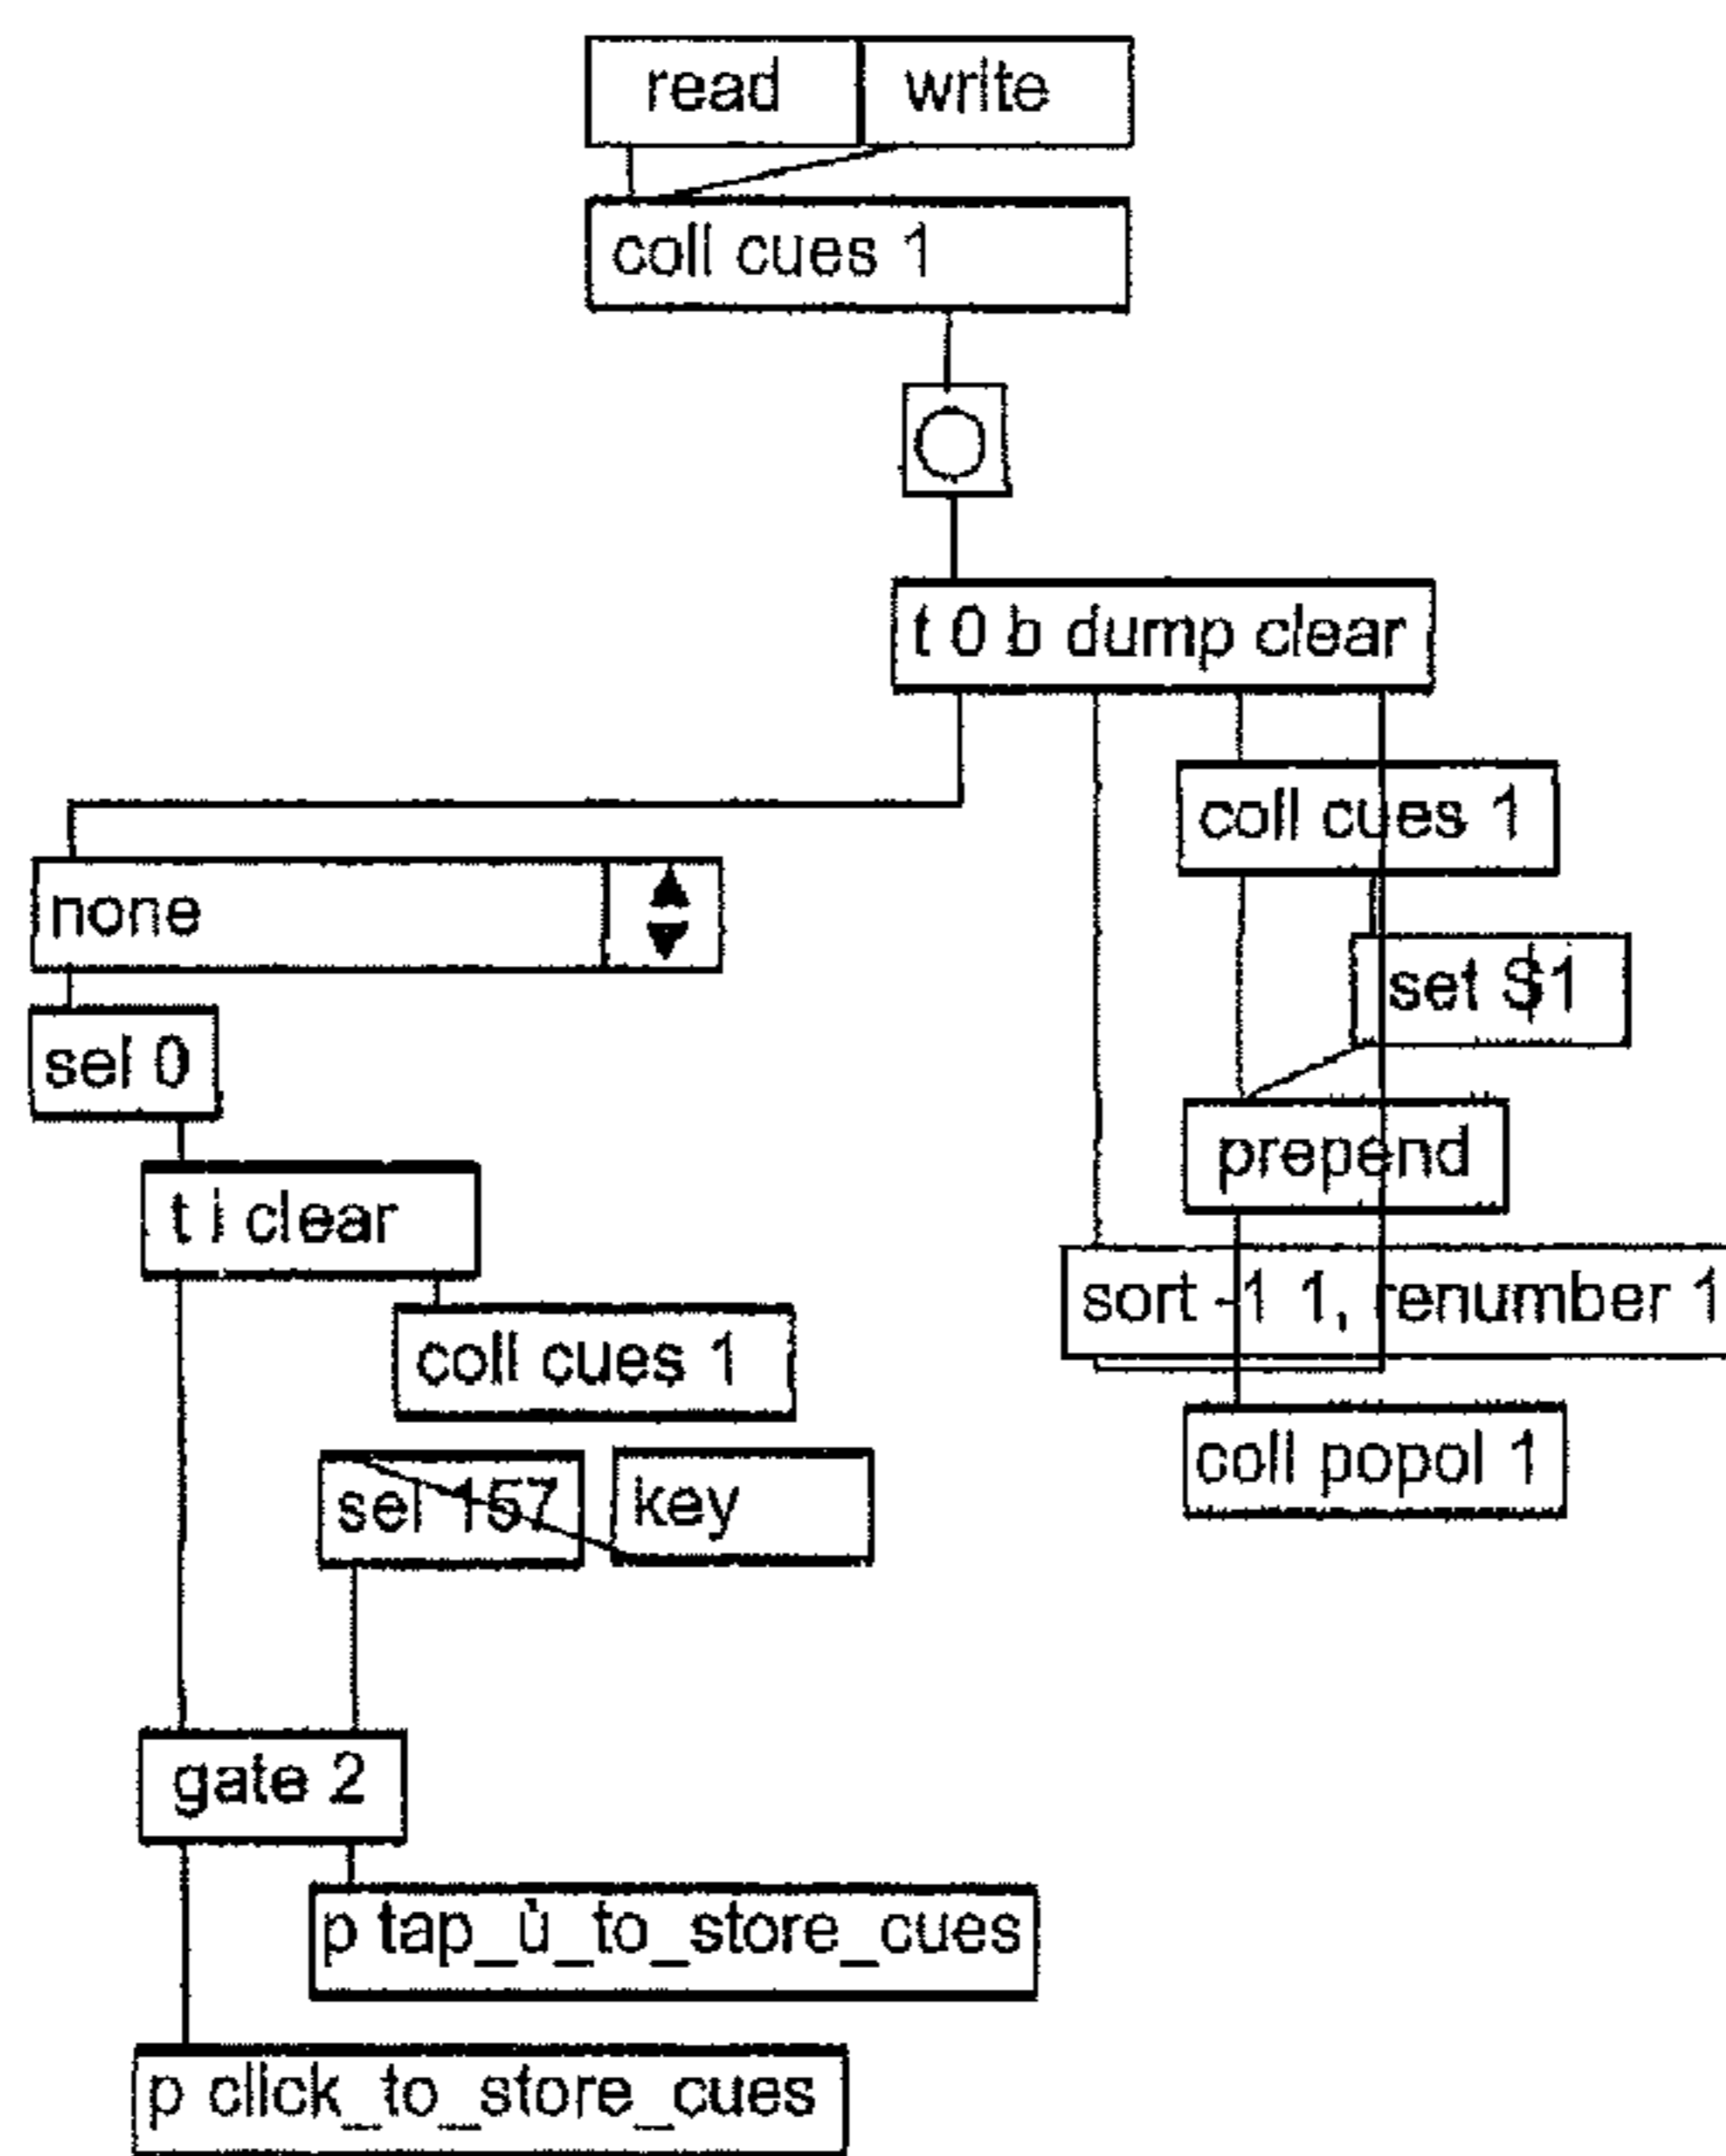 read
write
coll cues 1
t 0 b dump clear
coll cues 1
none
set $1
sel 0
prepend
t i clear
sort -1 1, renumber 1
coll cues 1
coll popol 1
sel 157
key
gate 2
p tap_ù_to_store_cues
p click_to_store_cues